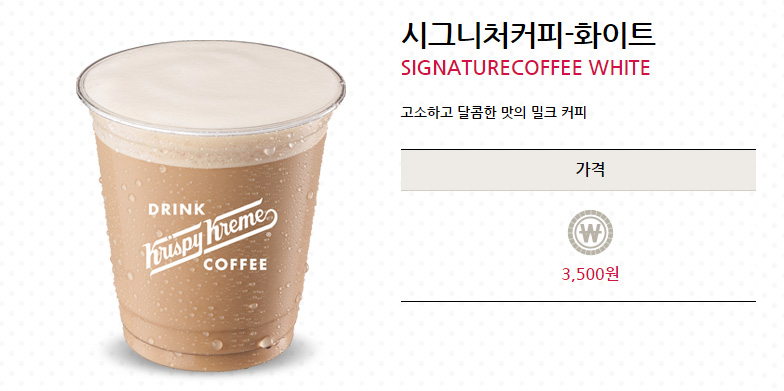 시그니처커피-화이트
SIGNATURECOFFEE WHITE
고소하고 달콤한 맛의 밀크 커피
가격
₩
3,500원
DRINK
Krispy Kreme
COFFEE